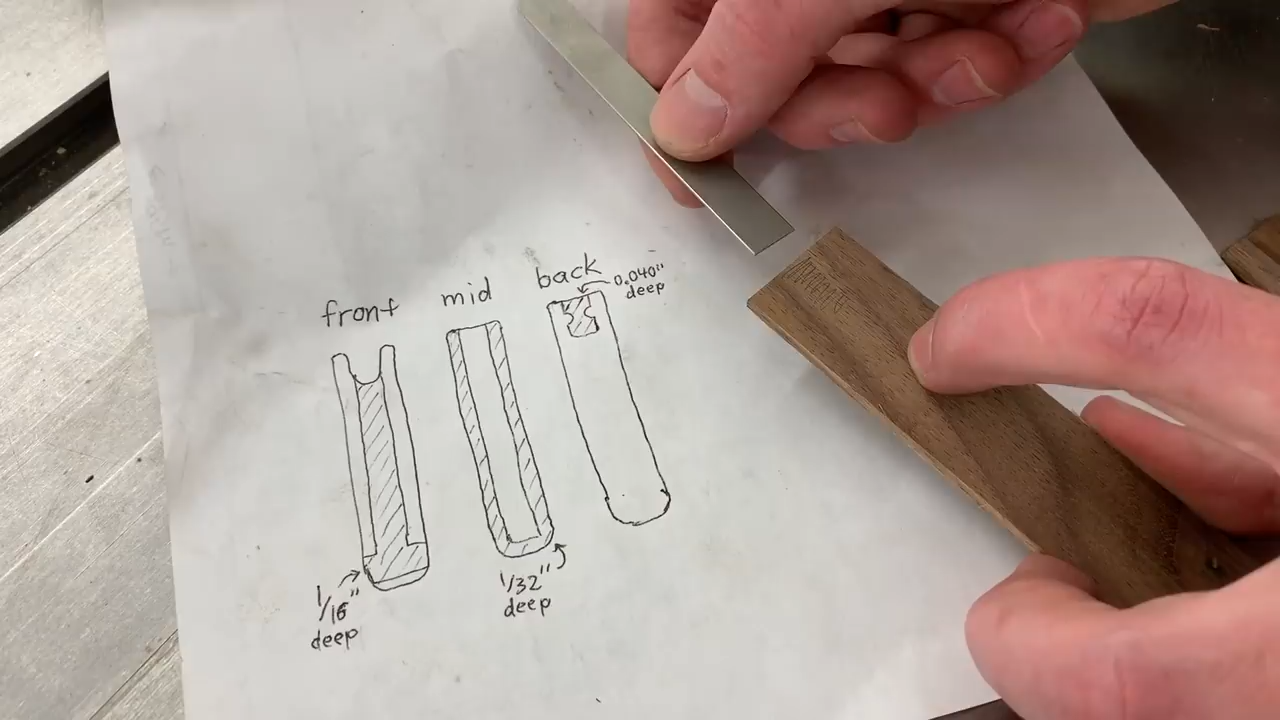 front
mid
back
0.040"
deep
1/16"
deep
1/32"
deep